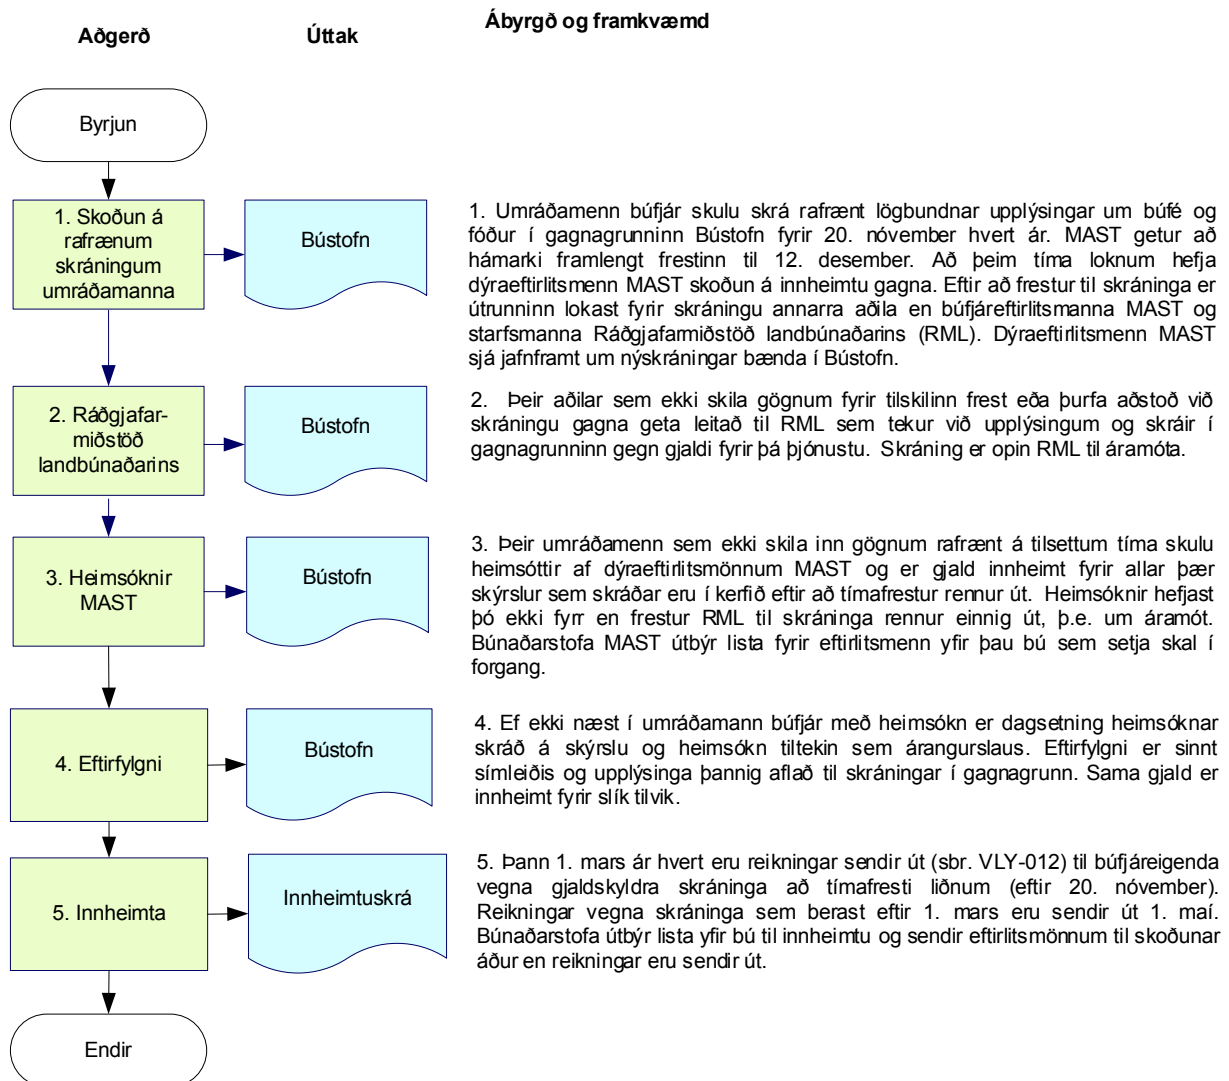 Aðgerð
Úttak
Ábyrgð og framkvæmd
Byrjun
1. Skoðun á
rafrænum
skráningum
umráðamanna
Bústofn
1. Umráðamenn búfjár skulu skrá rafrænt lögbundnar upplýsingar um búfé og
fóður í gagnagrunninn Bústofn fyrir 20. nóvember hvert ár. MAST getur að
hámarki framlengt frestinn til 12. desember. Að þeim tíma loknum hefja
dýraeftirlitsmenn MAST skoðun á innheimtu gagna. Eftir að frestur til skráninga er
útrunninn lokast fyrir skráningu annarra aðila en búfjáreftirlitsmanna MAST og
starfsmanna Ráðgjafarmiðstöð landbúnaðarins (RML). Dýraeftirlitsmenn MAST
sjá jafnframt um nýskráningar bænda í Bústofn.
2. Ráðgjafar-
miðstöð
landbúnaðarins
Bústofn
2. Þeir aðilar sem ekki skila gögnum fyrir tilskilinn frest eða þurfa aðstoð við
skráningu gagna geta leitað til RML sem tekur við upplýsingum og skráir í
gagnagrunninn gegn gjaldi fyrir þá þjónustu. Skráning er opin RML til áramóta.
3. Heimsóknir
MAST
Bústofn
3. Þeir umráðamenn sem ekki skila inn gögnum rafrænt á tilsettum tíma skulu
heimsóttir af dýraeftirlitsmönnum MAST og er gjald innheimt fyrir allar þær
skýrslur sem skráðar eru í kerfið eftir að tímafrestur rennur út. Heimsóknir hefjast
þó ekki fyrr en frestur RML til skráninga rennur einnig út, þ.e. um áramót.
Búnaðarstofa MAST útbýr lista fyrir eftirlitsmenn yfir þau bú sem setja skal í
forgang.
4. Eftirfylgni
Bústofn
4. Ef ekki næst í umráðamann búfjár með heimsókn er dagsetning heimsóknar
skráð á skýrslu og heimsókn tiltekin sem árangurslaus. Eftirfylgni er sinnt
símleiðis og upplýsinga þannig aflað til skráningar í gagnagrunn. Sama gjald er
innheimt fyrir slík tilvik.
5. Innheimta
Innheimtuskrá
5. Þann 1. mars ár hvert eru reikningar sendir út (sbr. VLY-012) til búfjáreigenda
vegna gjaldskyldra skráninga að tímafresti liðnum (eftir 20. nóvember).
Reikningar vegna skráninga sem berast eftir 1. mars eru sendir út 1. maí.
Búnaðarstofa útbýr lista yfir bú til innheimtu og sendir eftirlitsmönnum til skoðunar
áður en reikningar eru sendir út.
Endir